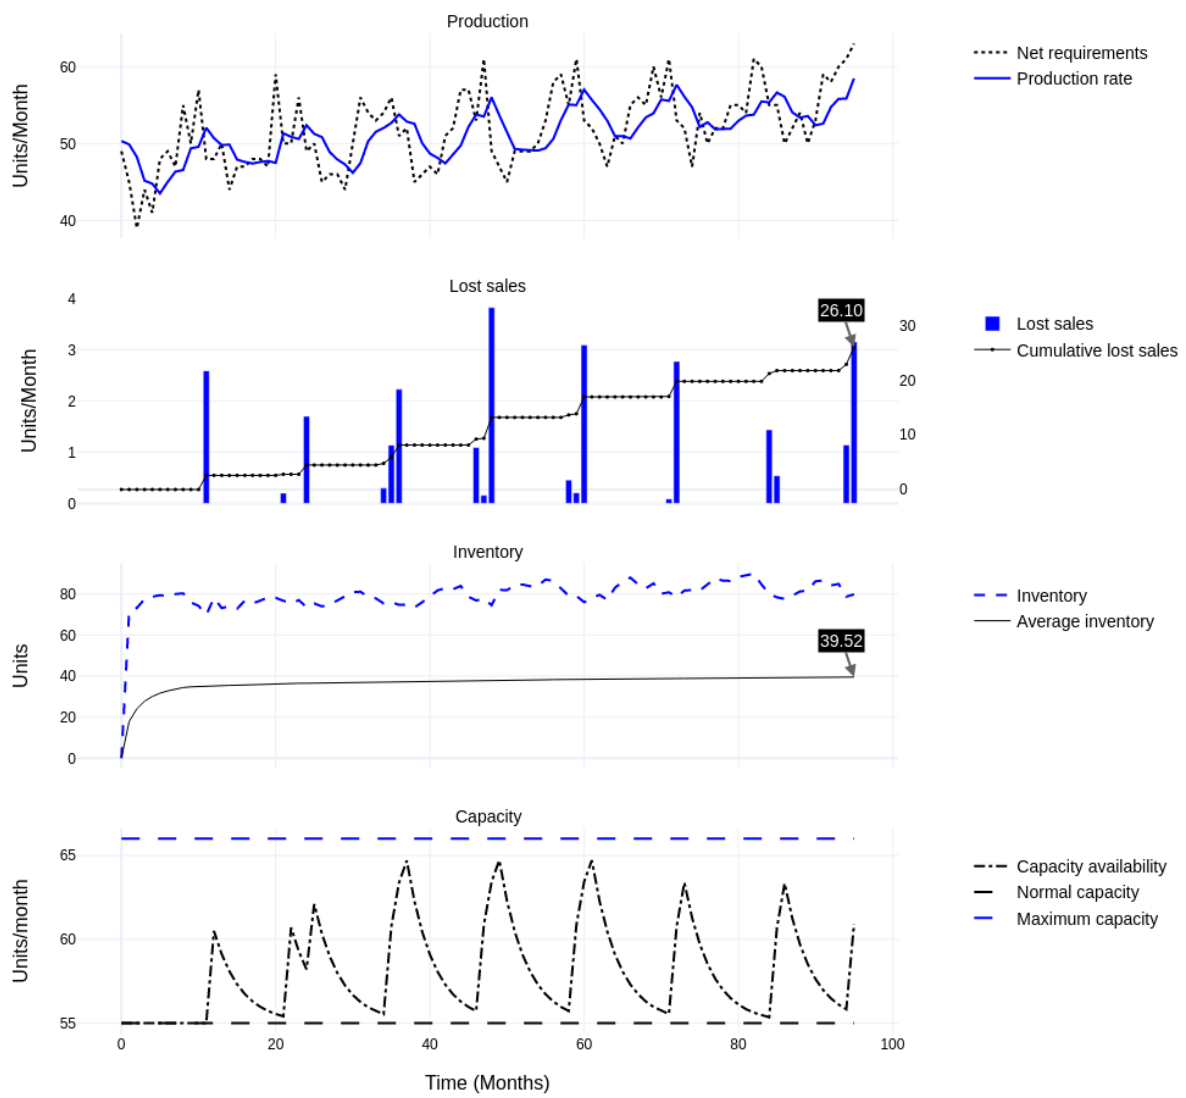 Production
60
50
40
Units/Month
Net requirements
Production rate
Lost sales
4
3
2
1
0
Units/Month
26.10
30
20
10
0
Lost sales
Cumulative lost sales
Inventory
80
60
40
20
0
Units
39.52
Inventory
Average inventory
Capacity
65
60
55
Units/month
Capacity availability
Normal capacity
Maximum capacity
0 20 40 60 80 100
Time (Months)